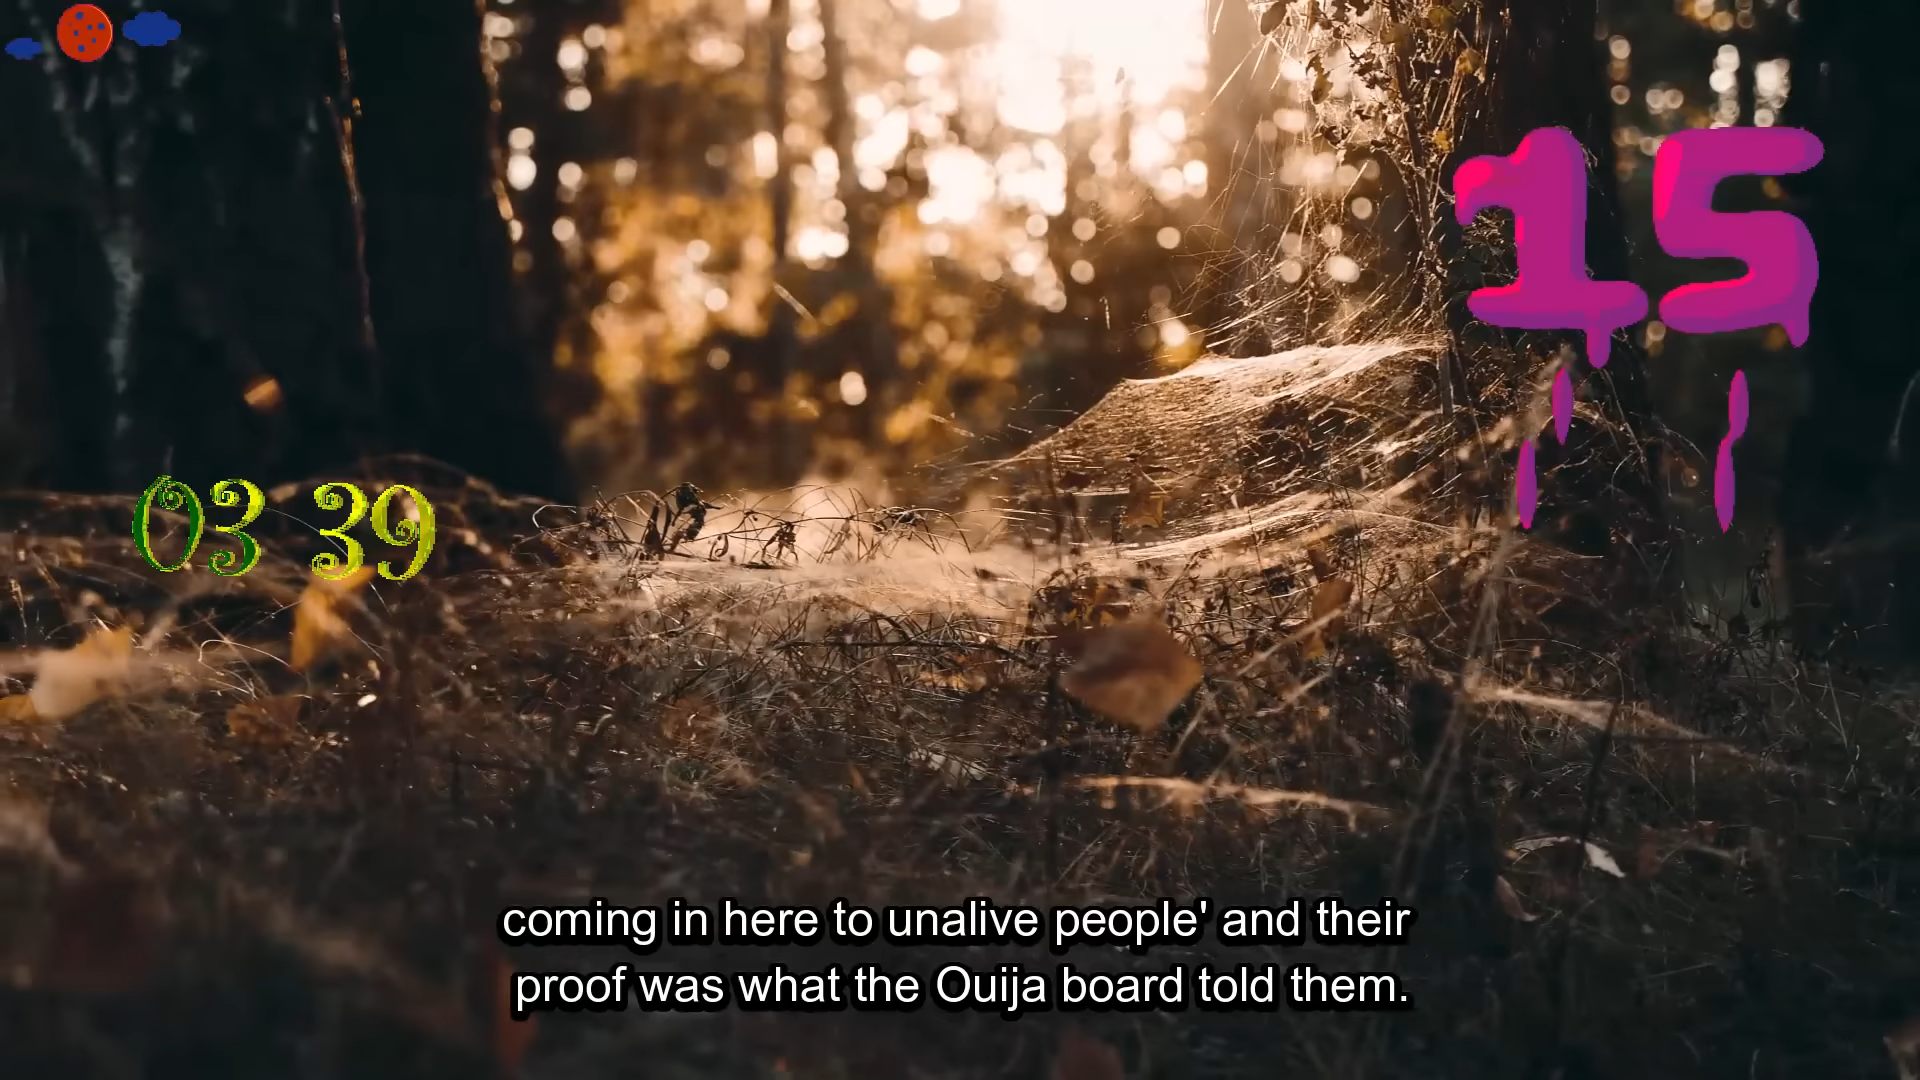 15
03 39
coming in here to unalive people' and their
proof was what the Ouija board told them.